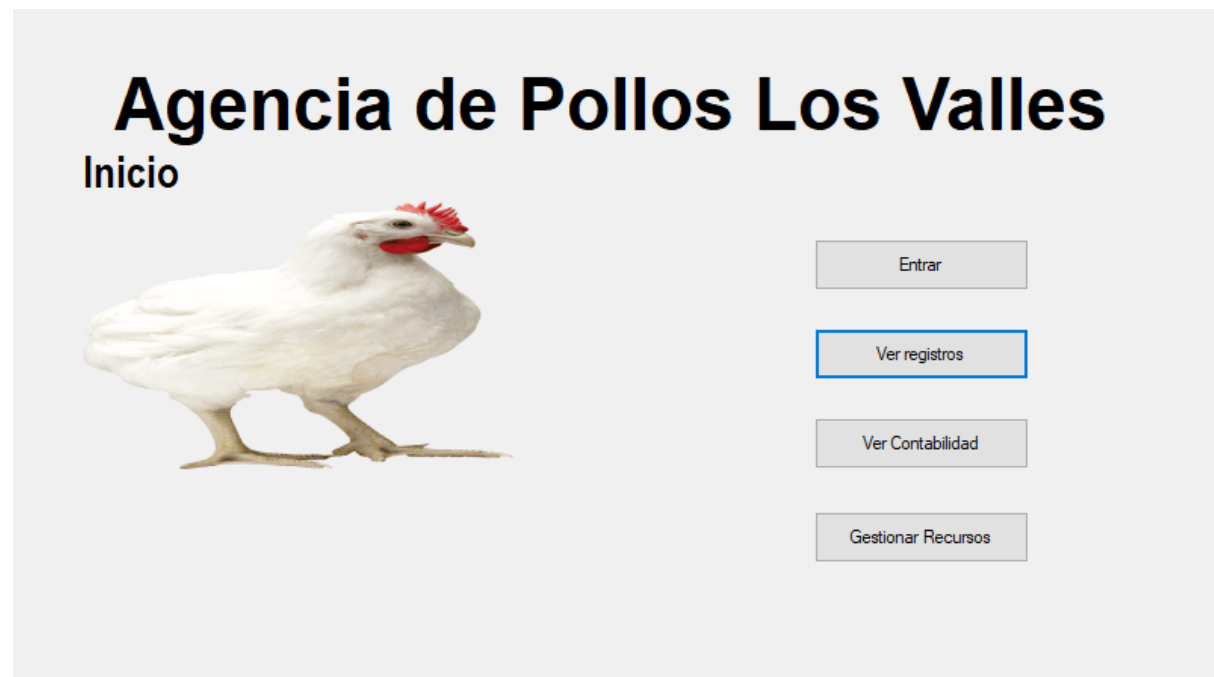 Agencia de Pollos Los Valles
Inicio
Entrar
Ver registros
Ver Contabilidad
Gestionar Recursos